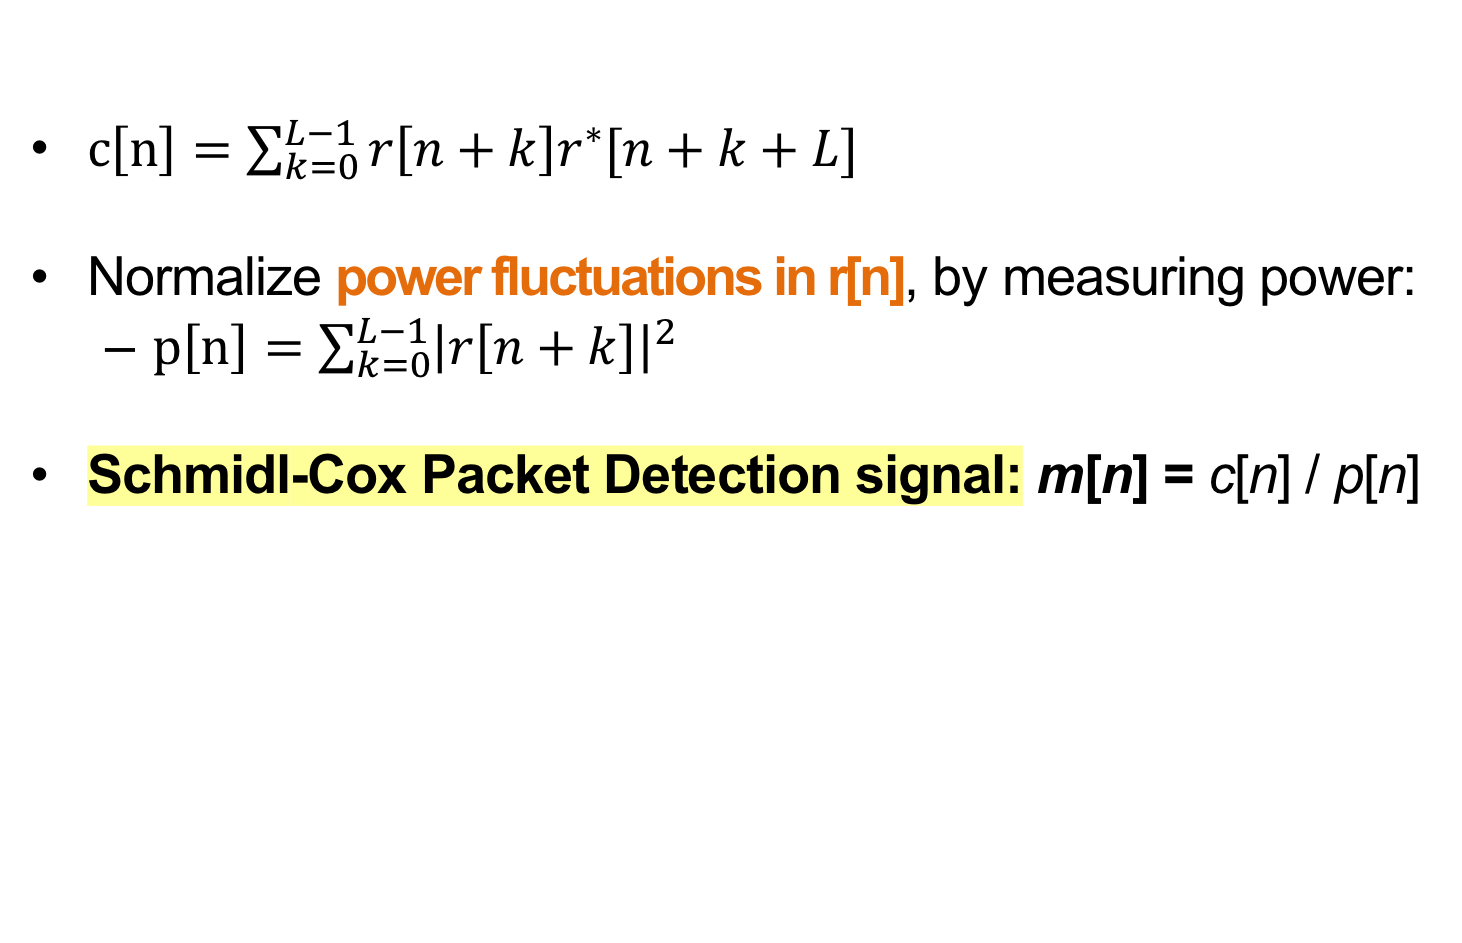 • c[n] = ∑_{k=0}^{L−1} r[n + k]r*[n + k + L]
• Normalize power fluctuations in r[n], by measuring power:
– p[n] = ∑_{k=0}^{L−1}|r[n + k]|²
• Schmidl-Cox Packet Detection signal: m[n] = c[n] / p[n]